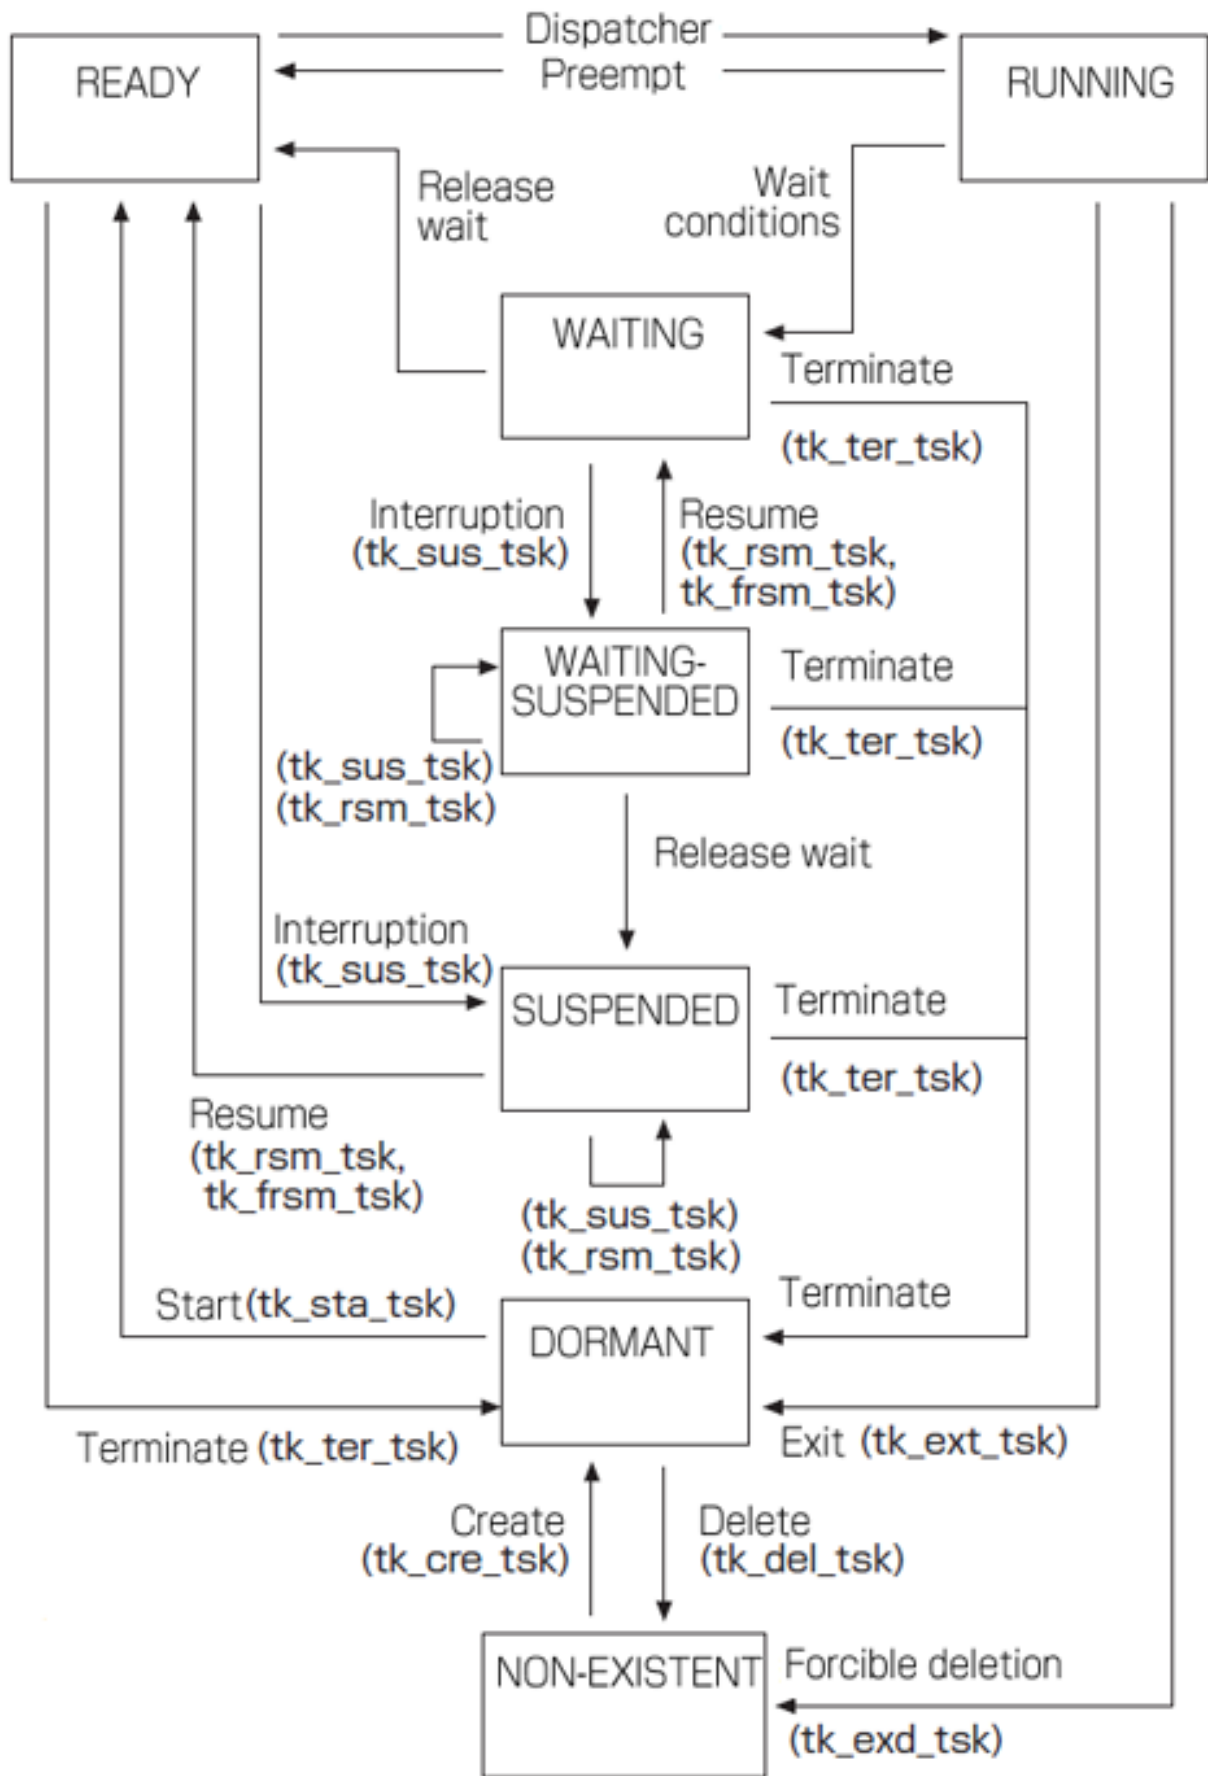 Dispatcher
READY
Preempt
RUNNING
Release
wait
Wait
conditions
WAITING
Terminate
(tk_ter_tsk)
Interruption
(tk_sus_tsk)
Resume
(tk_rsm_tsk,
tk_frsm_tsk)
WAITING-
SUSPENDED
Terminate
(tk_ter_tsk)
(tk_sus_tsk)
(tk_rsm_tsk)
Release wait
Interruption
(tk_sus_tsk)
SUSPENDED
Terminate
(tk_ter_tsk)
Resume
(tk_rsm_tsk,
tk_frsm_tsk)
(tk_sus_tsk)
(tk_rsm_tsk)
Start(tk_sta_tsk)
Terminate
DORMANT
Terminate (tk_ter_tsk)
Exit (tk_ext_tsk)
Create
(tk_cre_tsk)
Delete
(tk_del_tsk)
NON-EXISTENT
Forcible deletion
(tk_exd_tsk)